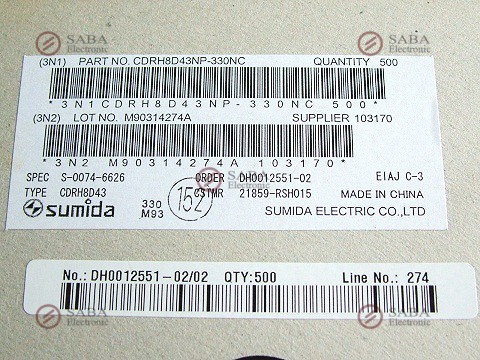 SABA Electronic SABA Electronic
(3N1) PART NO. CDRH8D43NP-330NC QUANTITY 500
* 3N1CDRH8D43NP-330NC 500 *
(3N2) LOT NO. M90314274A SUPPLIER 103170
* 3N2 M90314274A 103170 *
SPEC S-0074-6626 ORDER DH0012551-02 EIAJ C-3
TYPE CDRH8D43 CSTMR 21859-RSH015 MADE IN CHINA
sumida 330 M93 152 SUMIDA ELECTRIC CO.,LTD
No.: DH0012551-02/02 QTY:500 Line No.: 274
SABA Electronic SABA Electronic SABA Electronic